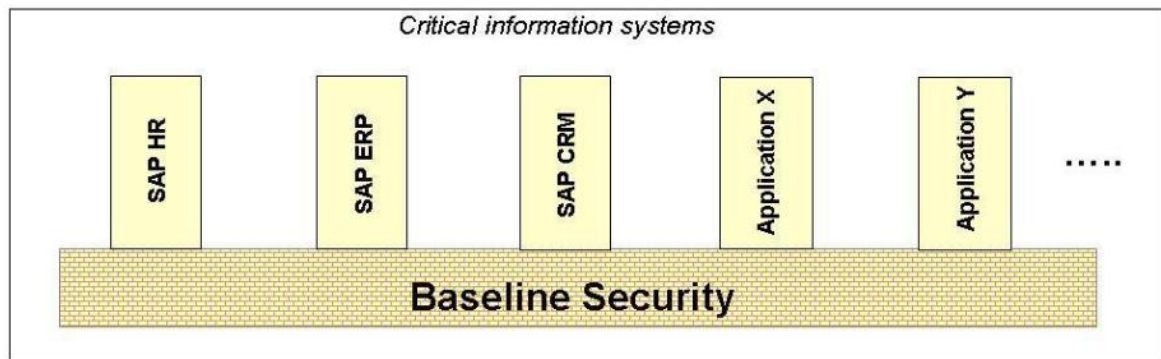 Critical information systems
SAP HR
SAP ERP
SAP CRM
Application X
Application Y
.....
Baseline Security